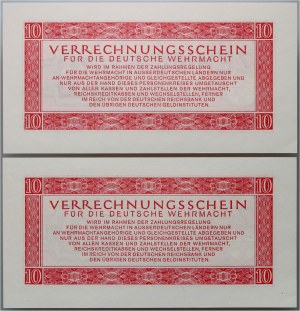 10 10
VERRECHNUNGSSCHEIN
FÜR DIE DEUTSCHE WEHRMACHT
WIRD IM RAHMEN DER ZAHLUNGSREGELUNG
FÜR DIE WEHRMACHT IN AUSSERDEUTSCHEN LÄNDERN NUR
AN WEHRMACHTANGEHÖRIGE UND GLEICHGESTELLTE ABGEGEBEN UND
NUR AUS DER HAND DIESES PERSONENKREISES UMGETAUSCHT
VON ALLEN KASSEN UND ZAHLSTELLEN DER WEHRMACHT,
REICHSKREDITKASSEN UND WECHSELSTELLEN, FERNER
IM REICH VON DER DEUTSCHEN REICHSBANK UND
DEN ÜBRIGEN DEUTSCHEN GELDINSTITUTEN.
10 10
10 10
VERRECHNUNGSSCHEIN
FÜR DIE DEUTSCHE WEHRMACHT
WIRD IM RAHMEN DER ZAHLUNGSREGELUNG
FÜR DIE WEHRMACHT IN AUSSERDEUTSCHEN LÄNDERN NUR
AN WEHRMACHTANGEHÖRIGE UND GLEICHGESTELLTE ABGEGEBEN UND
NUR AUS DER HAND DIESES PERSONENKREISES UMGETAUSCHT
VON ALLEN KASSEN UND ZAHLSTELLEN DER WEHRMACHT,
REICHSKREDITKASSEN UND WECHSELSTELLEN, FERNER
IM REICH VON DER DEUTSCHEN REICHSBANK UND
DEN ÜBRIGEN DEUTSCHEN GELDINSTITUTEN.
10 10